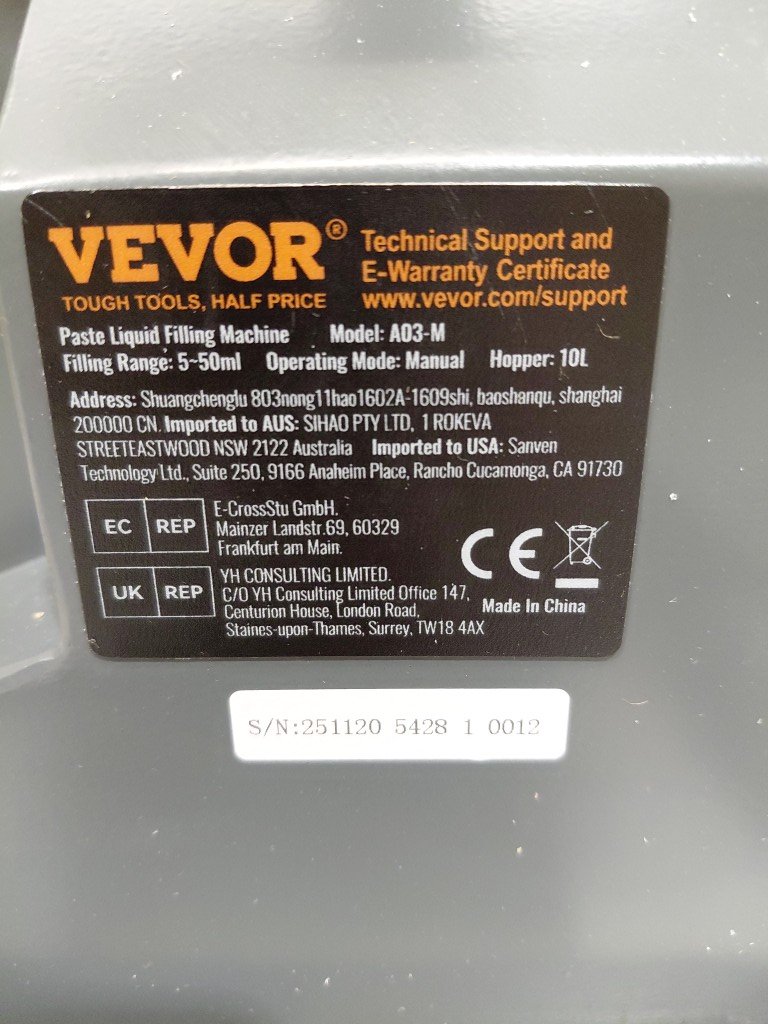 VEVOR®
TOUGH TOOLS, HALF PRICE
Technical Support and
E-Warranty Certificate
www.vevor.com/support
Paste Liquid Filling Machine Model: A03-M
Filling Range: 5~50ml Operating Mode: Manual Hopper: 10L
Address: Shuangchenglu 803nong11hao1602A-1609shi, baoshanqu, shanghai
200000 CN. Imported to AUS: SIHAO PTY LTD, 1 ROKEVA
STREETEASTWOOD NSW 2122 Australia Imported to USA: Sanven
Technology Ltd., Suite 250, 9166 Anaheim Place, Rancho Cucamonga, CA 91730
EC REP
E-CrossStu GmbH.
Mainzer Landstr.69, 60329
Frankfurt am Main.
UK REP
YH CONSULTING LIMITED.
C/O YH Consulting Limited Office 147,
Centurion House, London Road,
Staines-upon-Thames, Surrey, TW18 4AX
CE
Made In China
S/N:251120 5428 1 0012